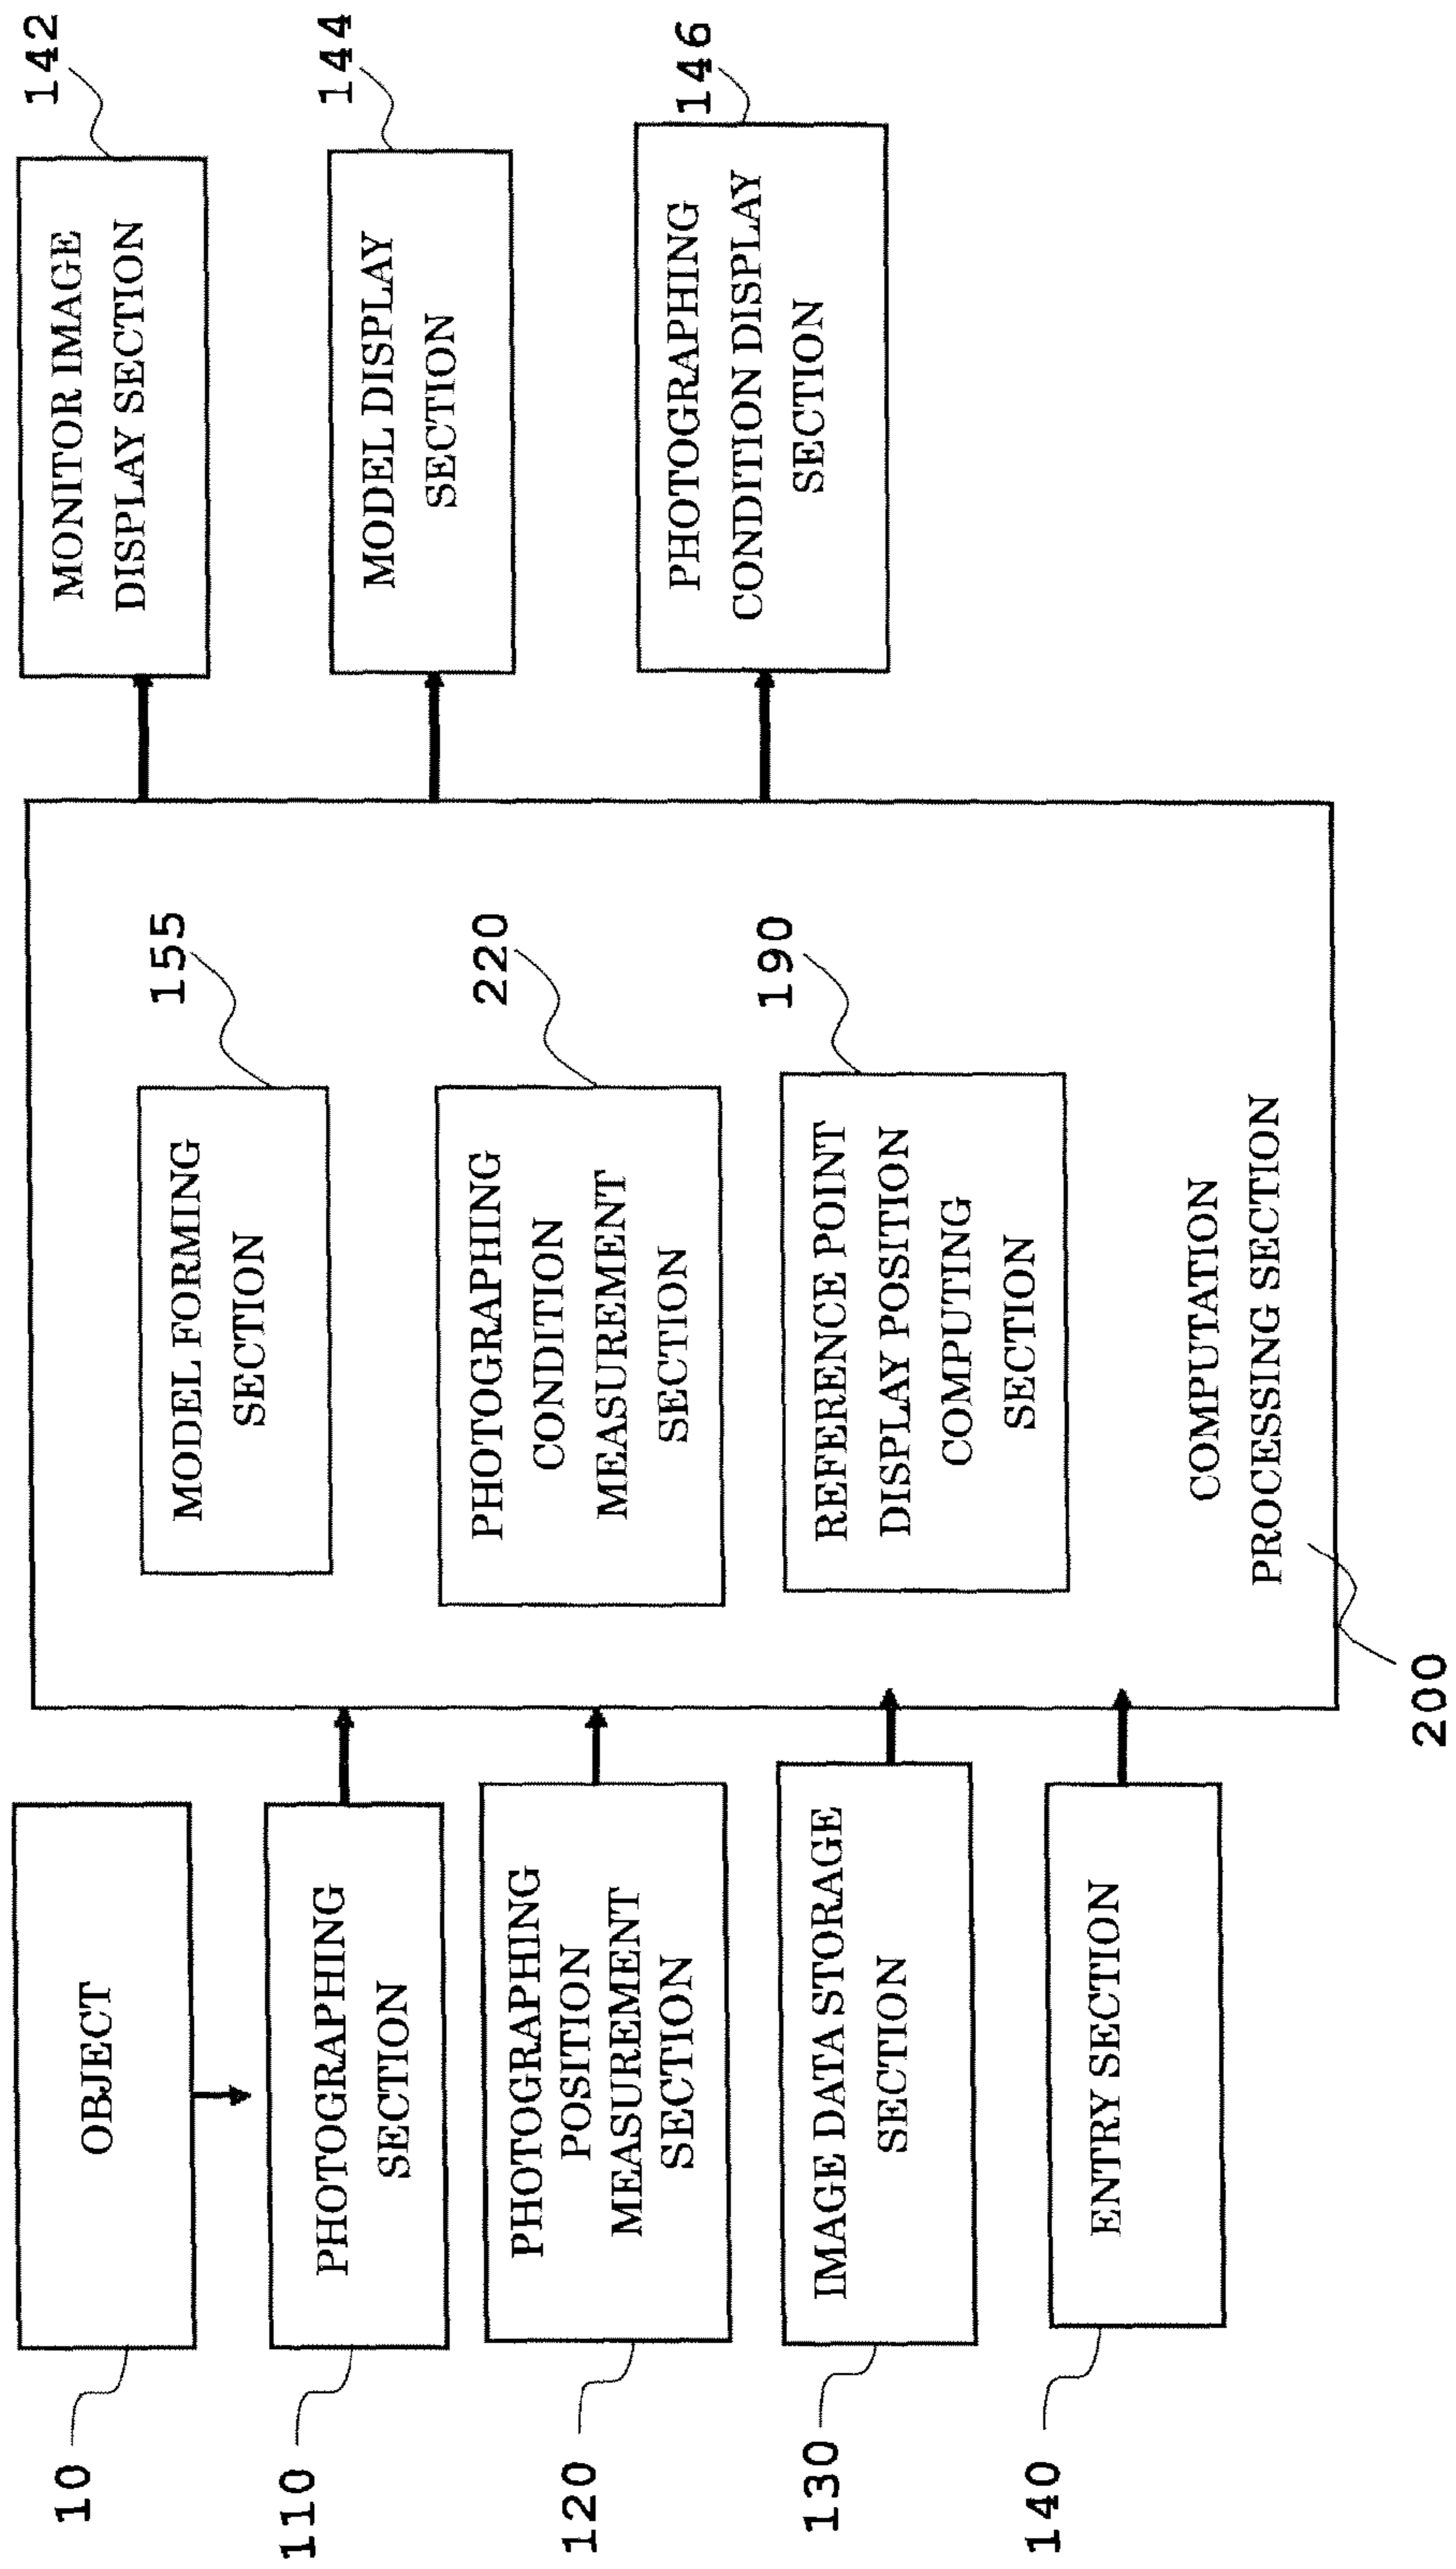 10
OBJECT
110
PHOTOGRAPHING
SECTION
120
PHOTOGRAPHING
POSITION
MEASUREMENT
SECTION
130
IMAGE DATA STORAGE
SECTION
140
ENTRY SECTION
155
MODEL FORMING
SECTION
220
PHOTOGRAPHING
CONDITION
MEASUREMENT
SECTION
190
REFERENCE POINT
DISPLAY POSITION
COMPUTING
SECTION
COMPUTATION
PROCESSING SECTION
200
142
MONITOR IMAGE
DISPLAY SECTION
144
MODEL DISPLAY
SECTION
146
PHOTOGRAPHING
CONDITION DISPLAY
SECTION